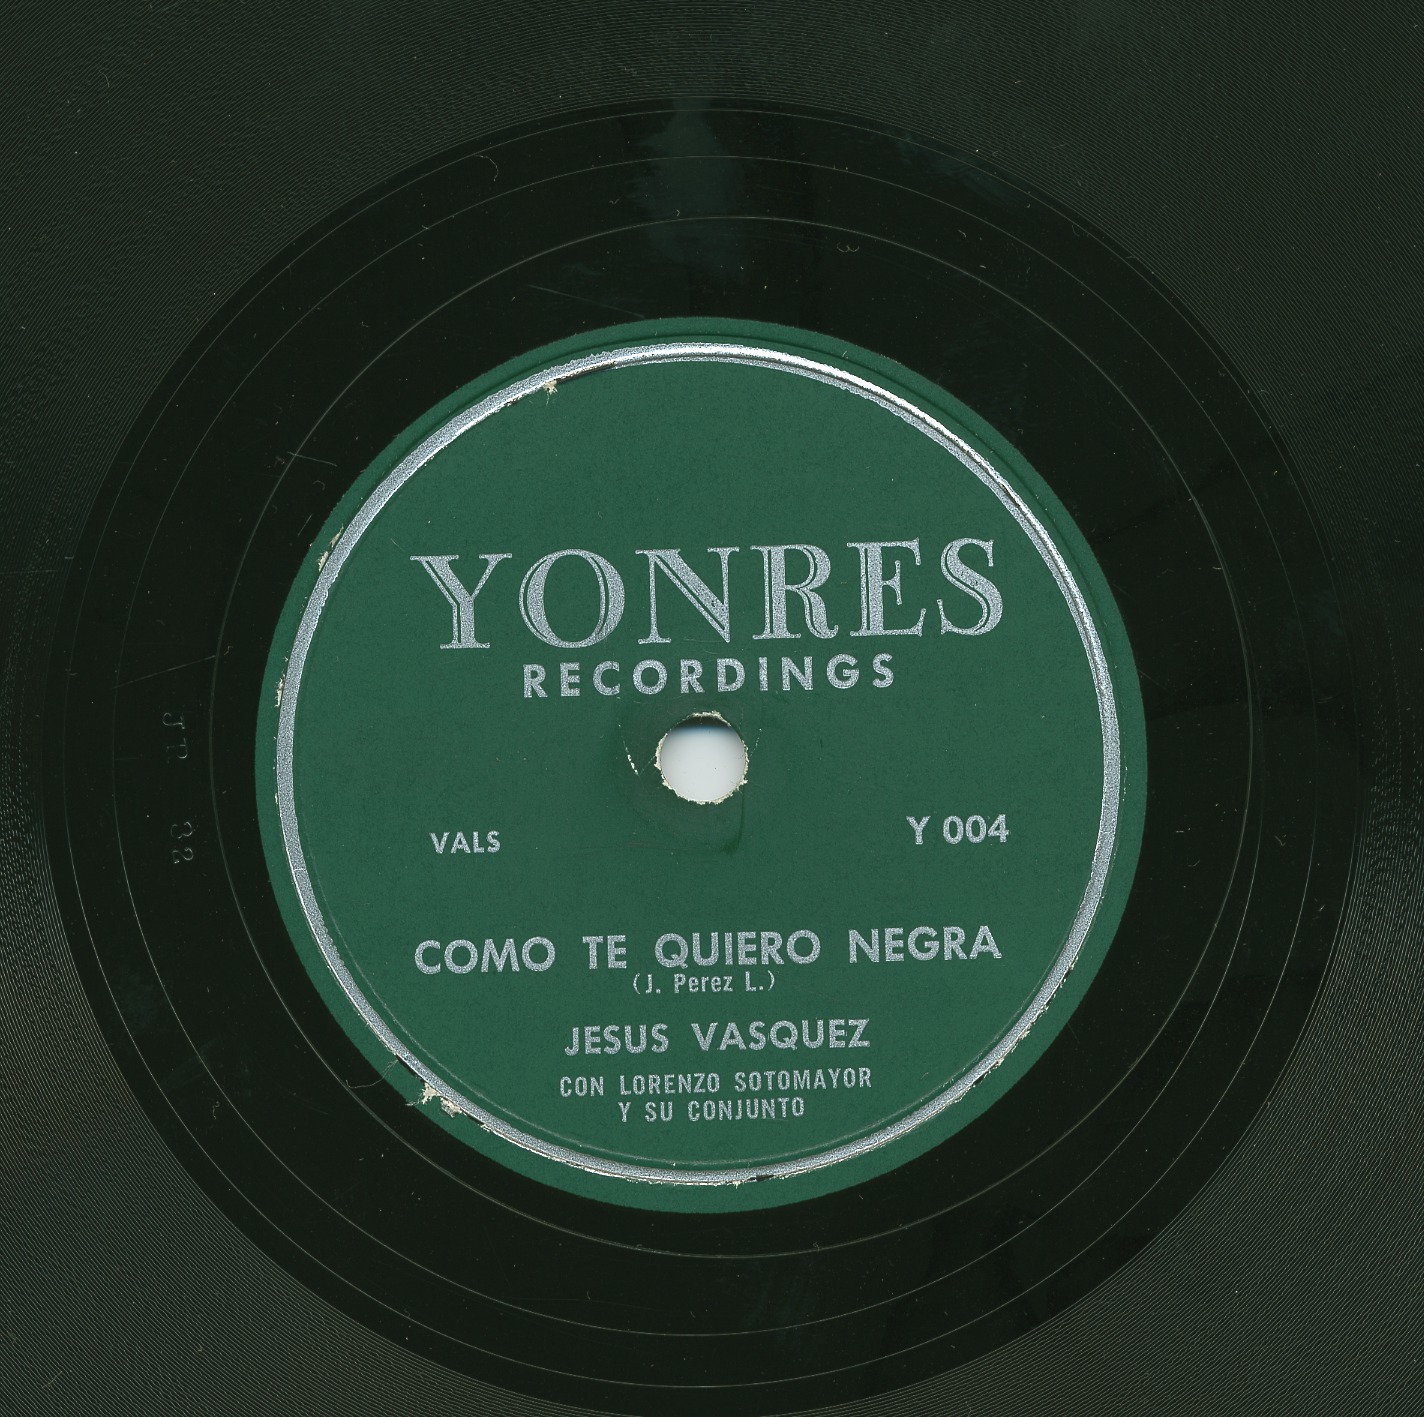 YONRES
RECORDINGS
VALS
Y 004
COMO TE QUIERO NEGRA
(J. Perez L.)
JESUS VASQUEZ
CON LORENZO SOTOMAYOR
Y SU CONJUNTO